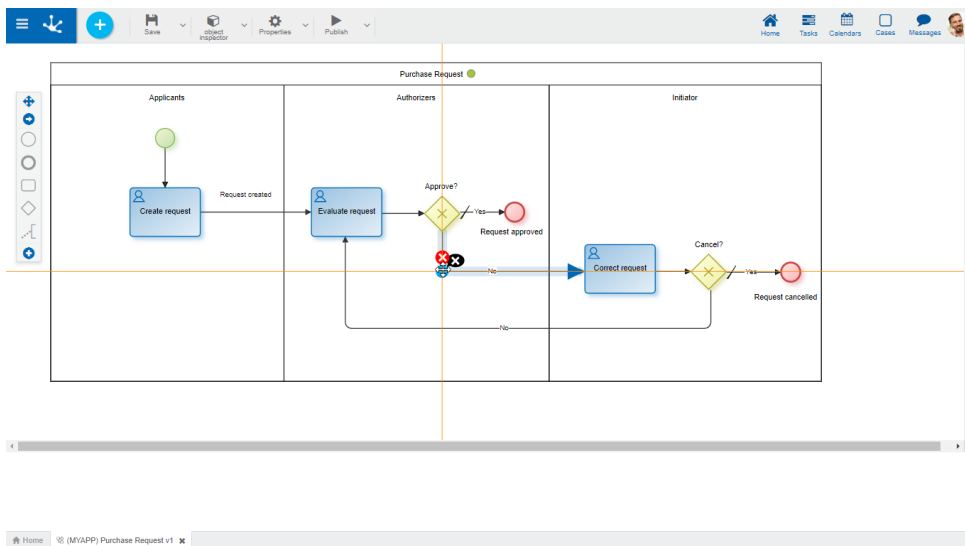 Save
object
inspector
Properties
Publish
Home
Tasks
Calendars
Cases
Messages
Purchase Request
Applicants
Authorizers
Initiator
Create request
Request created
Evaluate request
Approve?
Yes
Request approved
No
Correct request
Cancel?
Yes
Request cancelled
No
Home
(MYAPP) Purchase Request v1